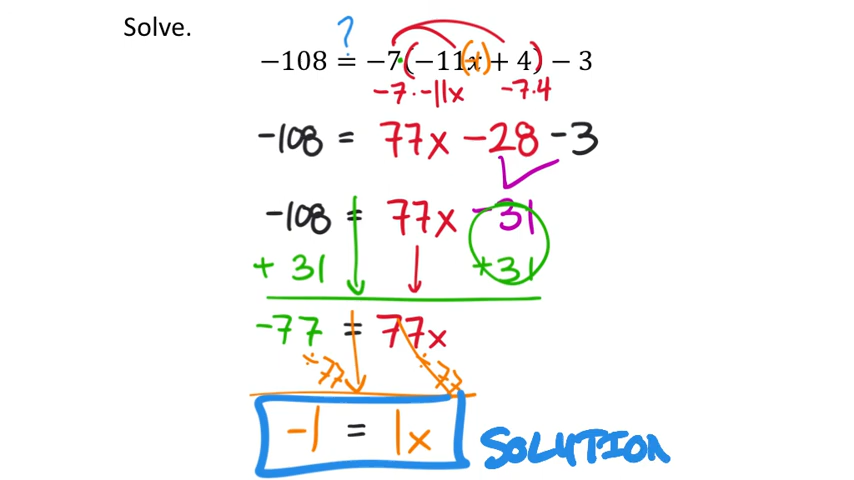 Solve.
?
−108 = −7·(−11x(−1) + 4) − 3
−7·−11x −7·4
−108 = 77x −28 −3
−108 = 77x −31
+ 31 +31
−77 = 77x
÷77 ÷77
−1 = 1x
SOLUTION